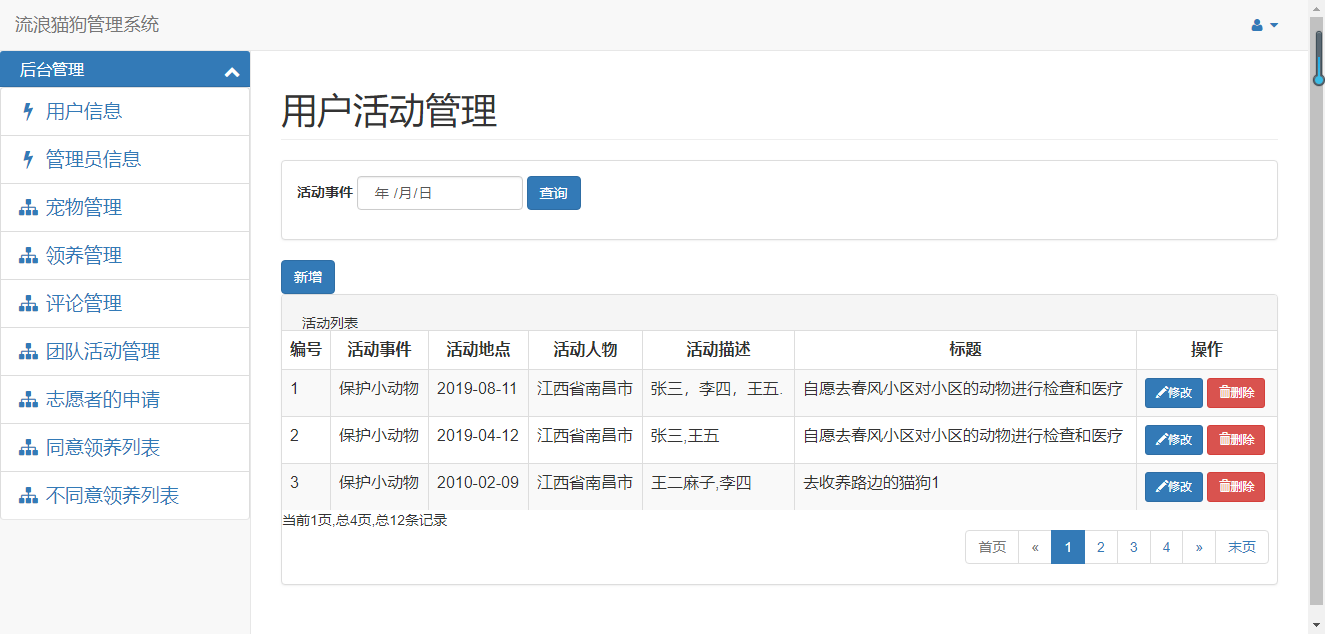 流浪猫狗管理系统
后台管理
用户信息
管理员信息
宠物管理
领养管理
评论管理
团队活动管理
志愿者的申请
同意领养列表
不同意领养列表
用户活动管理
活动事件 年 /月/日 查询
新增
活动列表
编号 活动事件 活动地点 活动人物 活动描述 标题 操作
1 保护小动物 2019-08-11 江西省南昌市 张三，李四，王五. 自愿去春风小区对小区的动物进行检查和医疗 修改 删除
2 保护小动物 2019-04-12 江西省南昌市 张三,王五 自愿去春风小区对小区的动物进行检查和医疗 修改 删除
3 保护小动物 2010-02-09 江西省南昌市 王二麻子,李四 去收养路边的猫狗1 修改 删除
当前1页,总4页,总12条记录
首页 « 1 2 3 4 » 末页